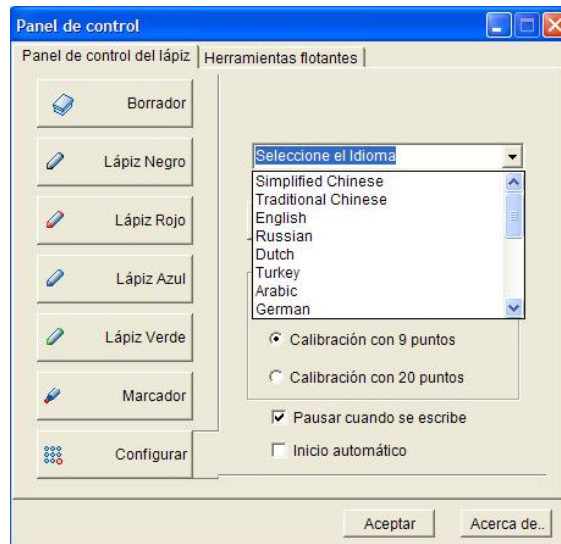 Panel de control
Panel de control del lápiz
Herramientas flotantes
Borrador
Lápiz Negro
Lápiz Rojo
Lápiz Azul
Lápiz Verde
Marcador
Configurar
Seleccione el Idioma
Simplified Chinese
Traditional Chinese
English
Russian
Dutch
Turkey
Arabic
German
Calibración con 9 puntos
Calibración con 20 puntos
Pausar cuando se escribe
Inicio automático
Aceptar
Acerca de..